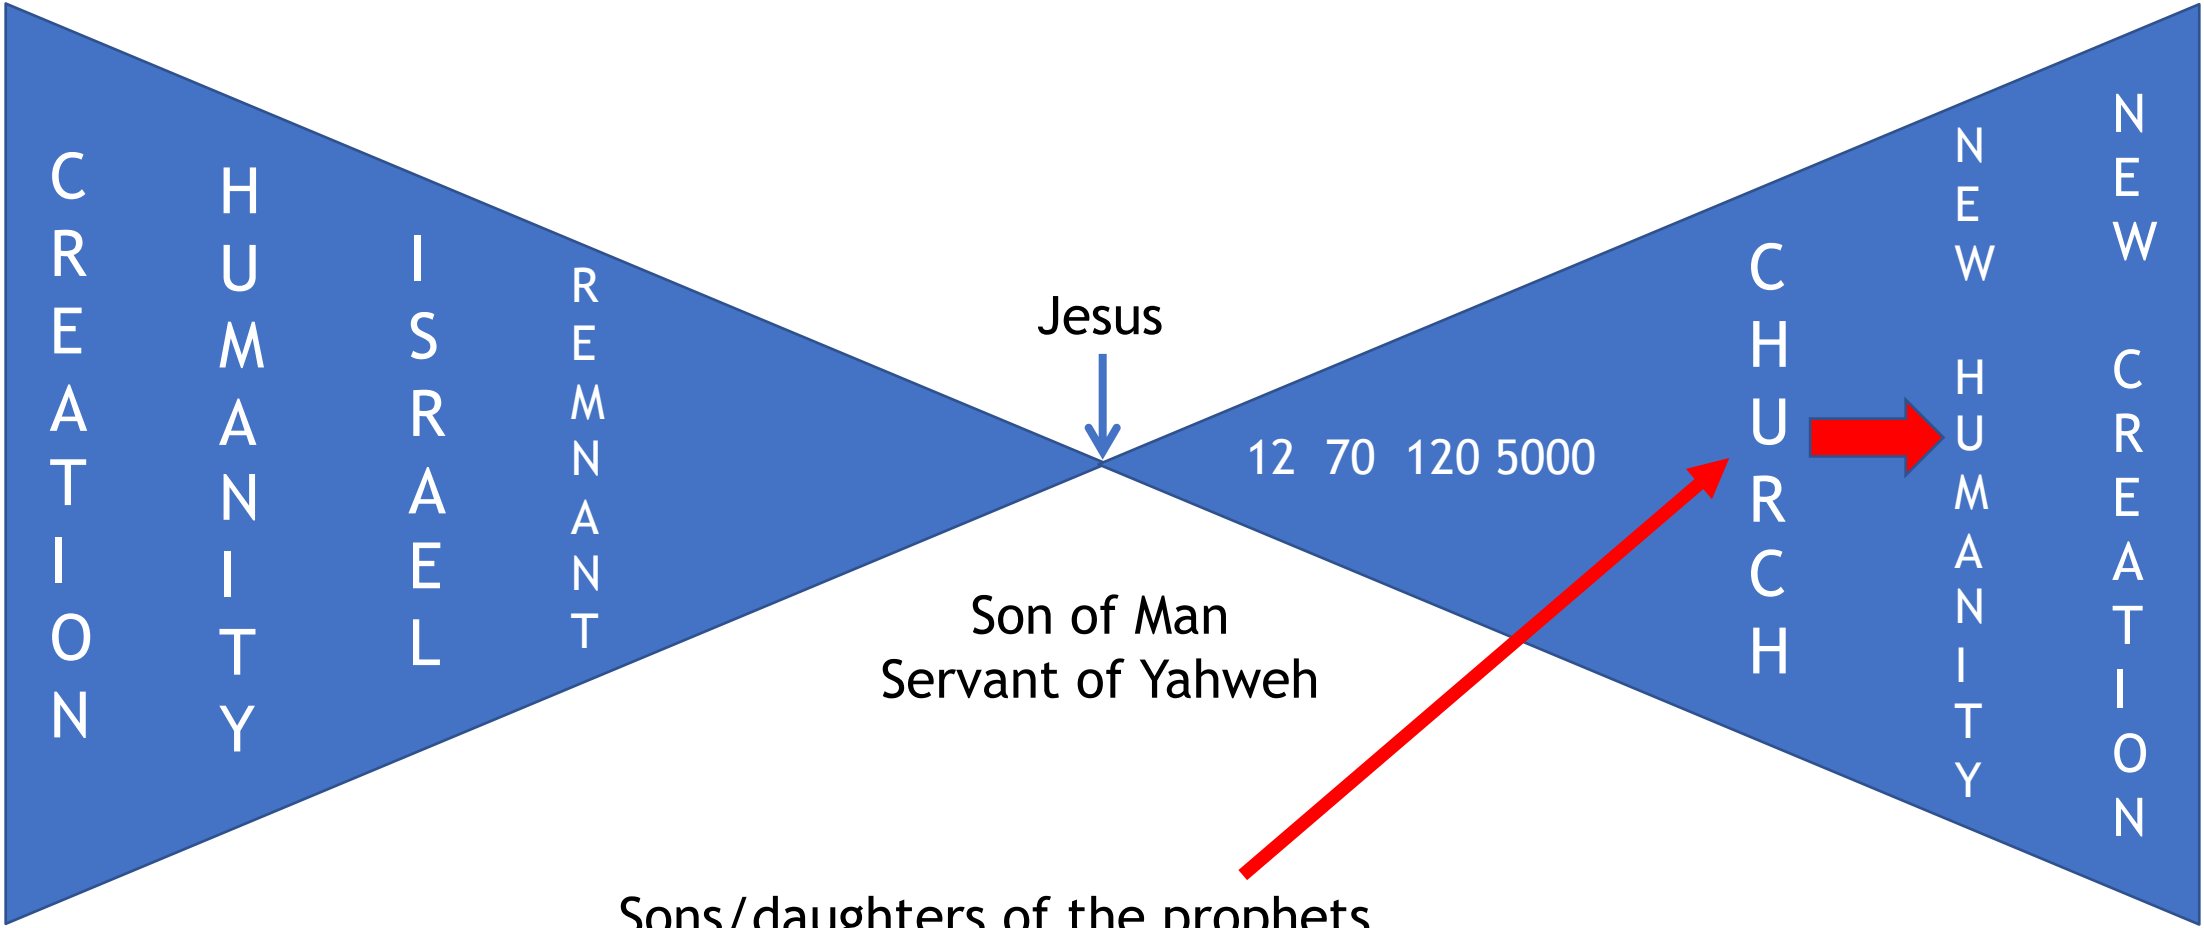 CREATION
HUMANITY
ISRAEL
REMNANT
Jesus
12 70 120 5000
Son of Man
Servant of Yahweh
CHURCH
NEW HUMANITY
NEW CREATION
Sons/daughters of the prophets